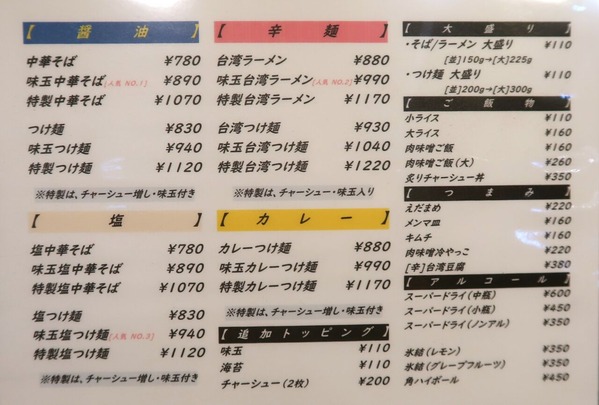 【 醤 油 】
中華そば ¥780
味玉中華そば[人気 NO.1] ¥890
特製中華そば ¥1070
つけ麺 ¥830
味玉つけ麺 ¥940
特製つけ麺 ¥1120
※特製は、チャーシュー増し・味玉付き
【 塩 】
塩中華そば ¥780
味玉塩中華そば ¥890
特製塩中華そば ¥1070
塩つけ麺 ¥830
味玉塩つけ麺[人気 NO.3] ¥940
特製塩つけ麺 ¥1120
※特製は、チャーシュー増し・味玉付き
【 辛 麺 】
台湾ラーメン ¥880
味玉台湾ラーメン[人気 NO.2] ¥990
特製台湾ラーメン ¥1170
台湾つけ麺 ¥930
味玉台湾つけ麺 ¥1040
特製台湾つけ麺 ¥1220
※特製は、チャーシュー・味玉入り
【 カ レ ー 】
カレーつけ麺 ¥880
味玉カレーつけ麺 ¥990
特製カレーつけ麺 ¥1170
※特製は、チャーシュー増し・味玉付き
【 追加トッピング 】
味玉 ¥110
海苔 ¥110
チャーシュー(2枚) ¥200
【 大 盛 り 】
・そば/ラーメン 大盛り ¥110
[並]150g→[大]225g
・つけ麺 大盛り ¥110
[並]200g→[大]300g
【 ご 飯 物 】
小ライス ¥110
大ライス ¥160
肉味噌ご飯 ¥160
肉味噌ご飯(大) ¥260
炙りチャーシュー丼 ¥350
【 つ ま み 】
えだまめ ¥220
メンマ皿 ¥160
キムチ ¥160
肉味噌冷やっこ ¥220
[辛]台湾豆腐 ¥380
【 ア ル コ ー ル 】
スーパードライ(中瓶) ¥600
スーパードライ(小瓶) ¥450
スーパードライ(ノンアル) ¥350
氷結(レモン) ¥350
氷結(グレープフルーツ) ¥350
角ハイボール ¥450